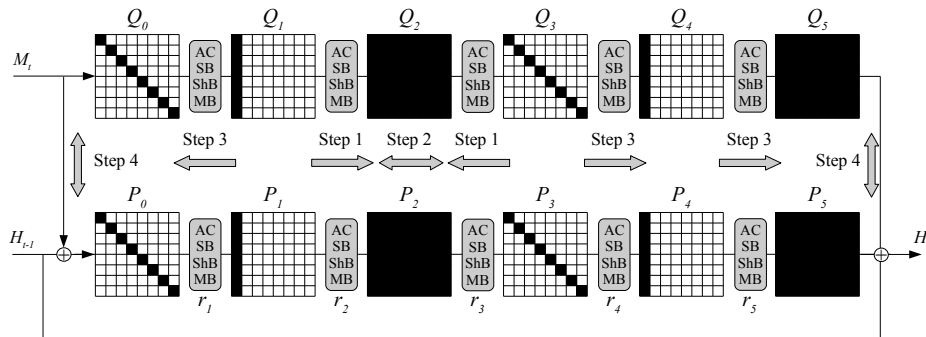 Q0 Q1 Q2 Q3 Q4 Q5
Mt
AC SB ShB MB
AC SB ShB MB
AC SB ShB MB
AC SB ShB MB
AC SB ShB MB
Step 4 Step 3 Step 1 Step 2 Step 1 Step 3 Step 3 Step 4
P0 P1 P2 P3 P4 P5
Ht-1
AC SB ShB MB
AC SB ShB MB
AC SB ShB MB
AC SB ShB MB
AC SB ShB MB
H
r1 r2 r3 r4 r5